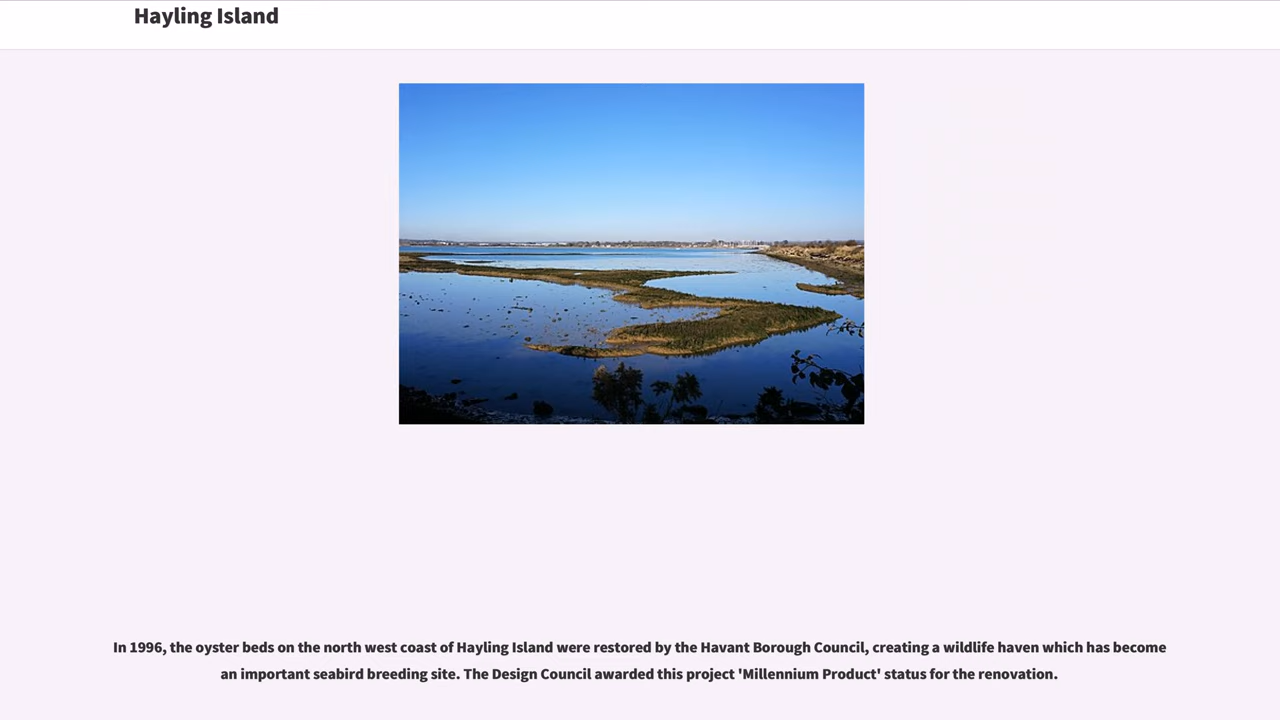 Hayling Island
In 1996, the oyster beds on the north west coast of Hayling Island were restored by the Havant Borough Council, creating a wildlife haven which has become
an important seabird breeding site. The Design Council awarded this project 'Millennium Product' status for the renovation.